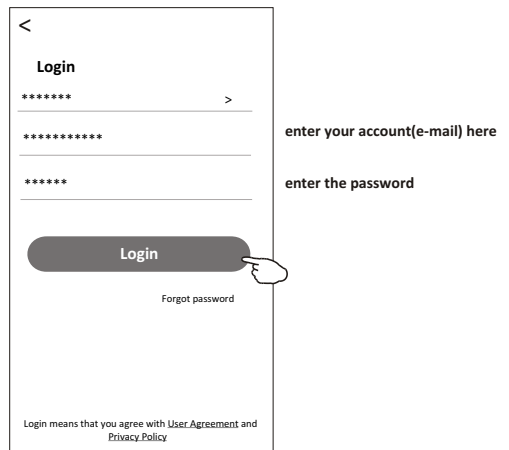 <
Login
******* >
***********
enter your account(e-mail) here
******
enter the password
Login
Forgot password
Login means that you agree with User Agreement and
Privacy Policy